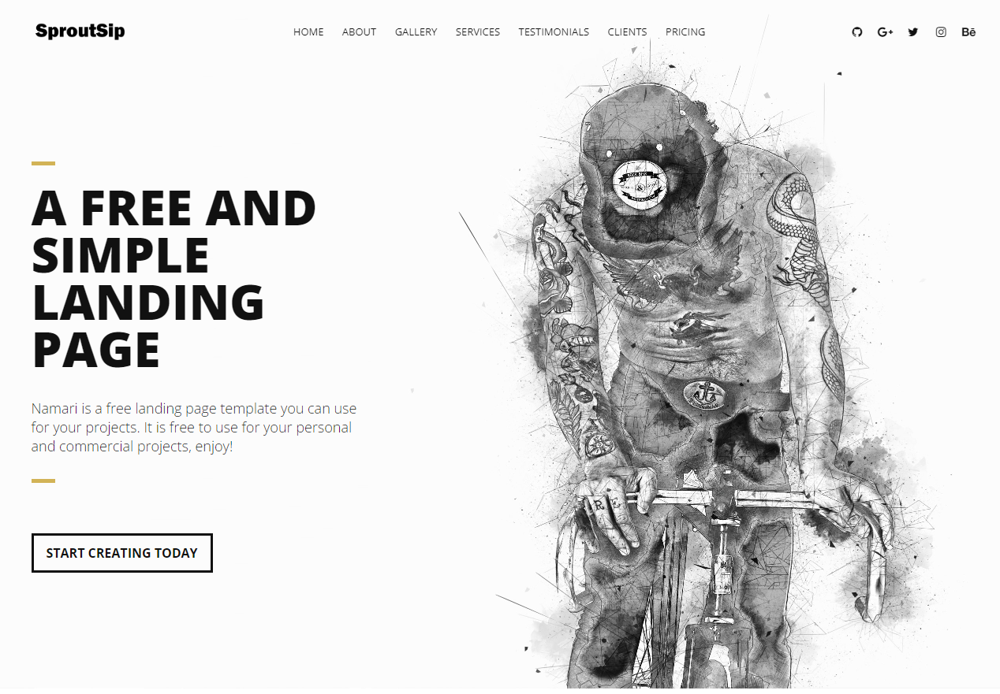 SproutSip
HOME ABOUT GALLERY SERVICES TESTIMONIALS CLIENTS PRICING
G+ Bē
A FREE AND
SIMPLE
LANDING
PAGE
Namari is a free landing page template you can use
for your projects. It is free to use for your personal
and commercial projects, enjoy!
START CREATING TODAY
&
R E